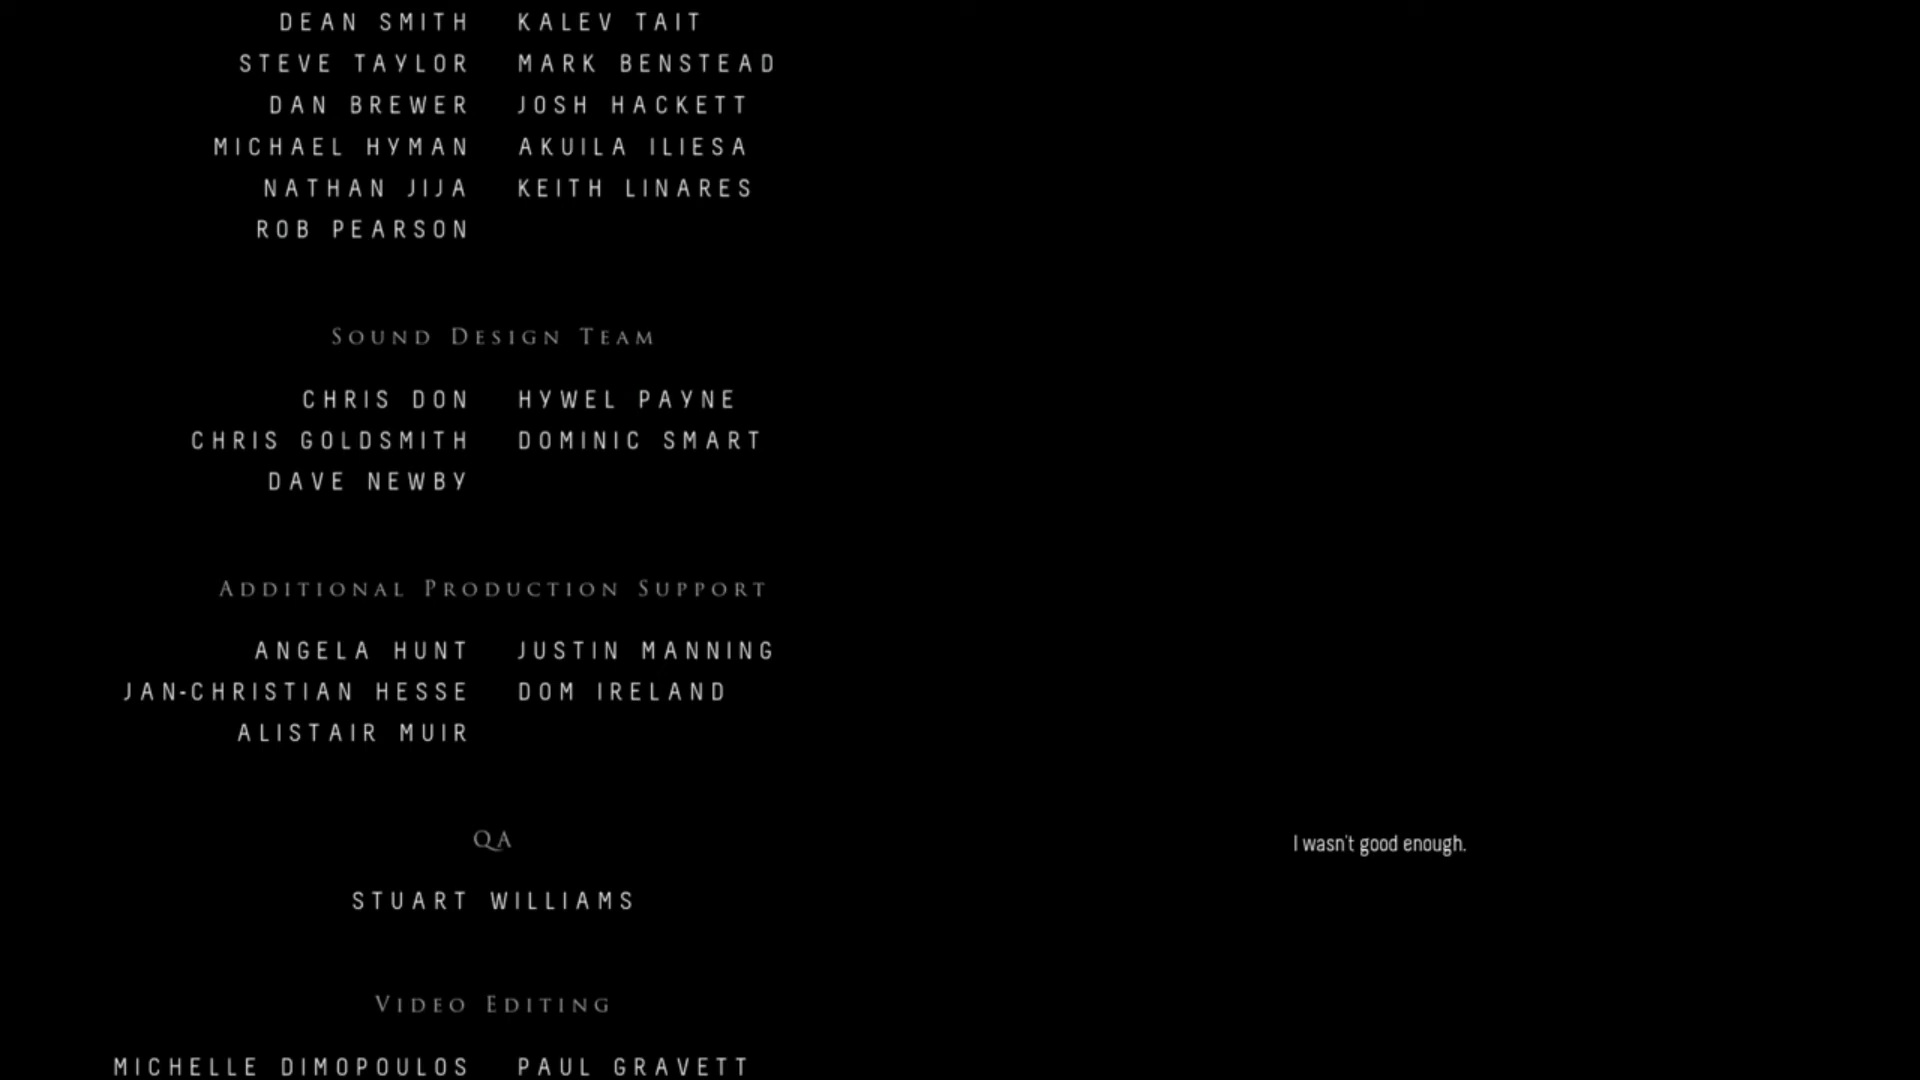 DEAN SMITH KALEV TAIT
STEVE TAYLOR MARK BENSTEAD
DAN BREWER JOSH HACKETT
MICHAEL HYMAN AKUILA ILIESA
NATHAN JIJA KEITH LINARES
ROB PEARSON
SOUND DESIGN TEAM
CHRIS DON HYWEL PAYNE
CHRIS GOLDSMITH DOMINIC SMART
DAVE NEWBY
ADDITIONAL PRODUCTION SUPPORT
ANGELA HUNT JUSTIN MANNING
JAN-CHRISTIAN HESSE DOM IRELAND
ALISTAIR MUIR
QA
STUART WILLIAMS
VIDEO EDITING
MICHELLE DIMOPOULOS PAUL GRAVETT
I wasn't good enough.